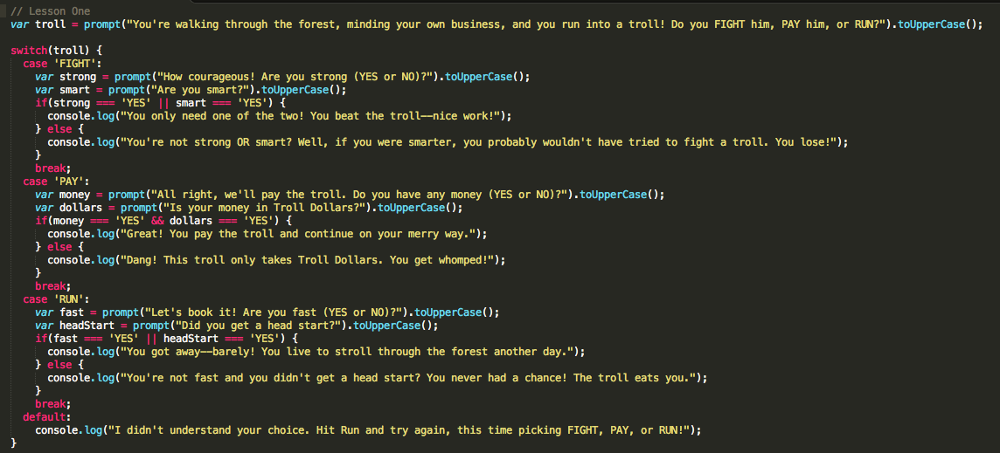 // Lesson One
var troll = prompt("You're walking through the forest, minding your own business, and you run into a troll! Do you FIGHT him, PAY him, or RUN?").toUpperCase();

switch(troll) {
  case 'FIGHT':
    var strong = prompt("How courageous! Are you strong (YES or NO)?").toUpperCase();
    var smart = prompt("Are you smart?").toUpperCase();
    if(strong === 'YES' || smart === 'YES') {
      console.log("You only need one of the two! You beat the troll--nice work!");
    } else {
      console.log("You're not strong OR smart? Well, if you were smarter, you probably wouldn't have tried to fight a troll. You lose!");
    }
    break;
  case 'PAY':
    var money = prompt("All right, we'll pay the troll. Do you have any money (YES or NO)?").toUpperCase();
    var dollars = prompt("Is your money in Troll Dollars?").toUpperCase();
    if(money === 'YES' && dollars === 'YES') {
      console.log("Great! You pay the troll and continue on your merry way.");
    } else {
      console.log("Dang! This troll only takes Troll Dollars. You get whomped!");
    }
    break;
  case 'RUN':
    var fast = prompt("Let's book it! Are you fast (YES or NO)?").toUpperCase();
    var headStart = prompt("Did you get a head start?").toUpperCase();
    if(fast === 'YES' || headStart === 'YES') {
      console.log("You got away--barely! You live to stroll through the forest another day.");
    } else {
      console.log("You're not fast and you didn't get a head start? You never had a chance! The troll eats you.");
    }
    break;
  default:
    console.log("I didn't understand your choice. Hit Run and try again, this time picking FIGHT, PAY, or RUN!");
}